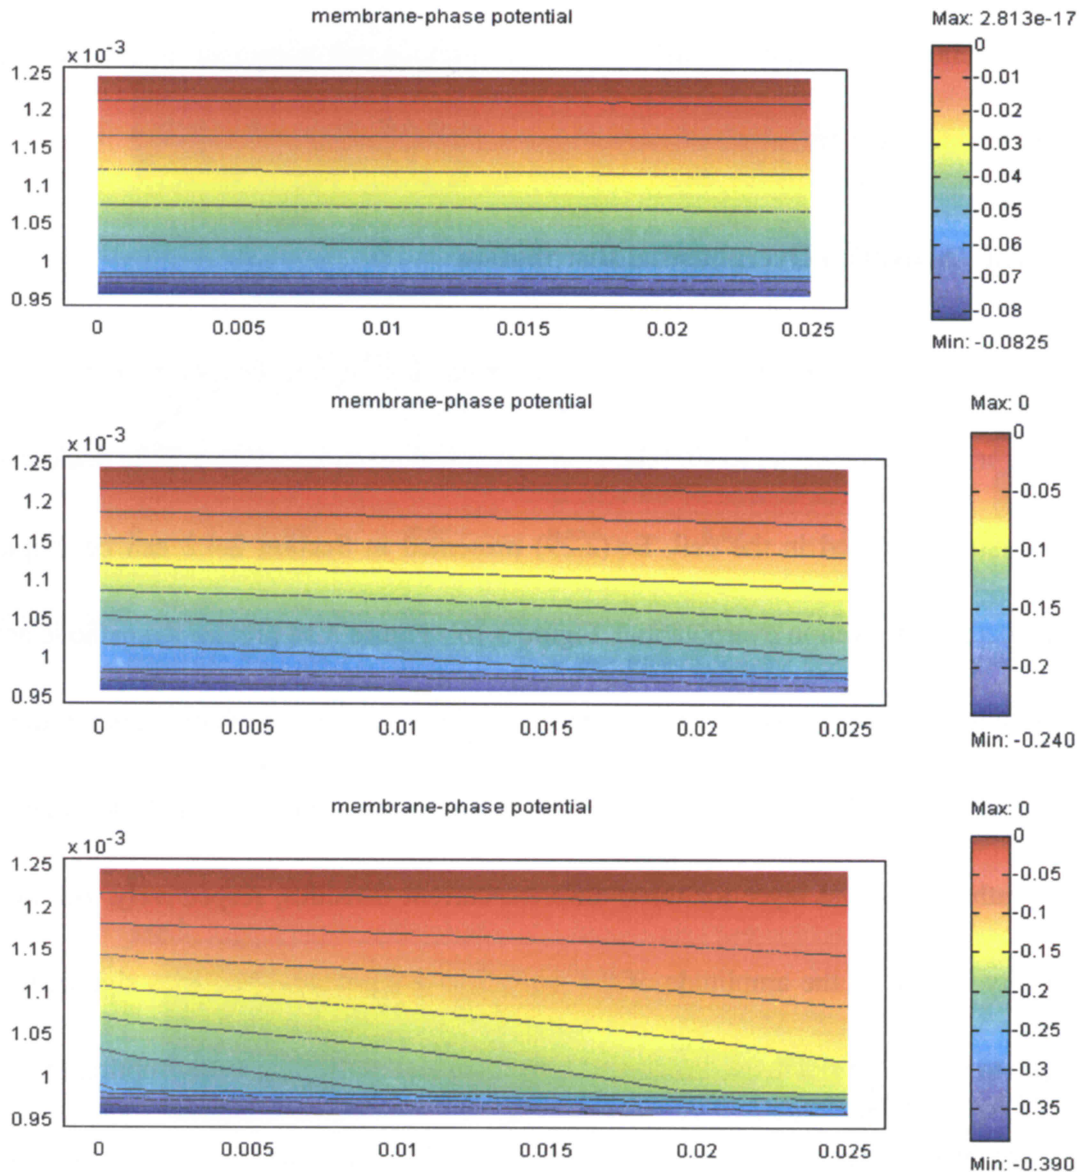 membrane-phase potential
Max: 2.813e-17
x 10-3
1.25
1.2
1.15
1.1
1.05
1
0.95
0 0.005 0.01 0.015 0.02 0.025
0
-0.01
-0.02
-0.03
-0.04
-0.05
-0.06
-0.07
-0.08
Min: -0.0825
membrane-phase potential
Max: 0
x 10-3
1.25
1.2
1.15
1.1
1.05
1
0.95
0 0.005 0.01 0.015 0.02 0.025
0
-0.05
-0.1
-0.15
-0.2
Min: -0.240
membrane-phase potential
Max: 0
x 10-3
1.25
1.2
1.15
1.1
1.05
1
0.95
0 0.005 0.01 0.015 0.02 0.025
0
-0.05
-0.1
-0.15
-0.2
-0.25
-0.3
-0.35
Min: -0.390